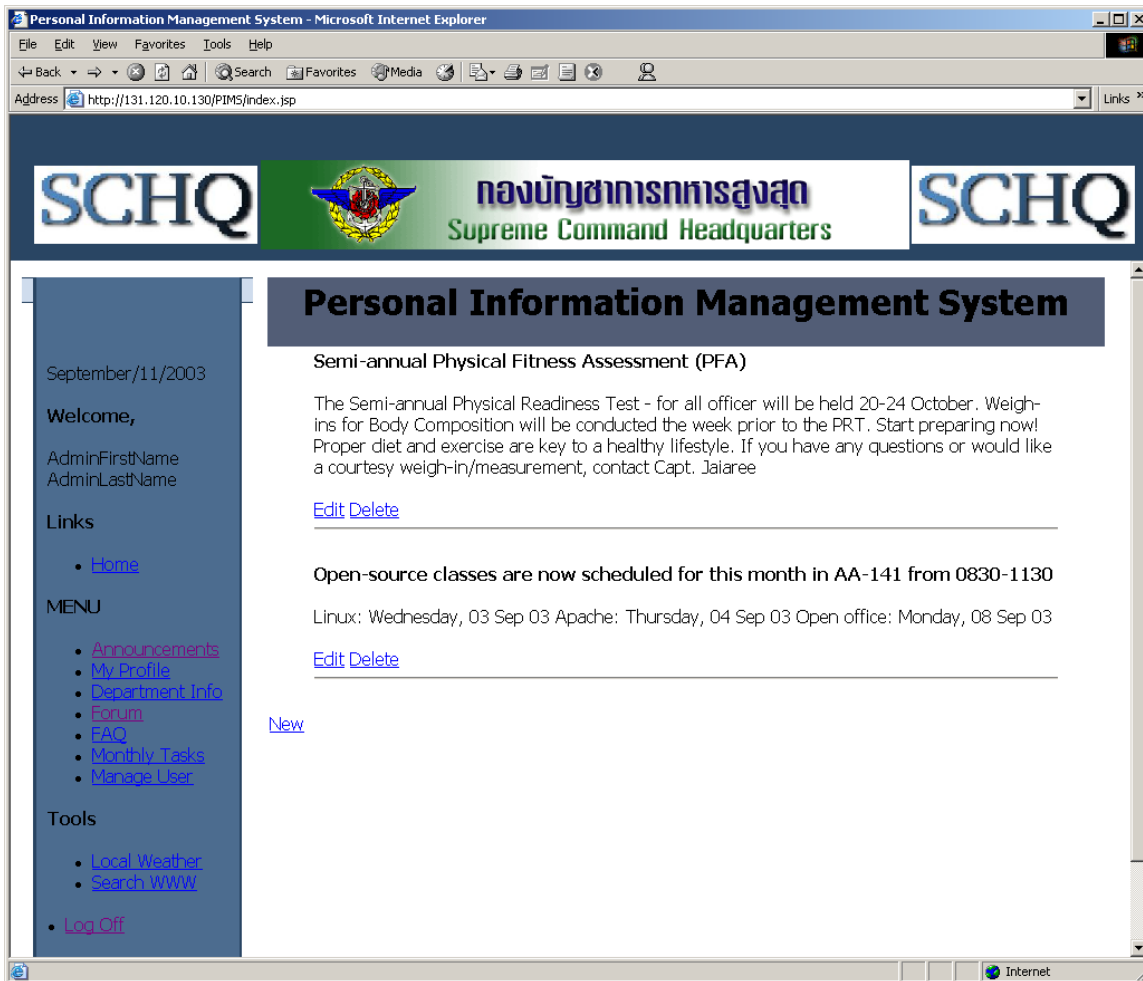 Personal Information Management System - Microsoft Internet Explorer
File Edit View Favorites Tools Help
Back Search Favorites Media
Address http://131.120.10.130/PIMS/index.jsp Links »
SCHQ
กองบัญชาการทหารสูงสุด
Supreme Command Headquarters
SCHQ
September/11/2003
Welcome,
AdminFirstName
AdminLastName
Links
• Home
MENU
• Announcements
• My Profile
• Department Info
• Forum
• FAQ
• Monthly Tasks
• Manage User
Tools
• Local Weather
• Search WWW
• Log Off
Personal Information Management System
Semi-annual Physical Fitness Assessment (PFA)
The Semi-annual Physical Readiness Test - for all officer will be held 20-24 October. Weigh-
ins for Body Composition will be conducted the week prior to the PRT. Start preparing now!
Proper diet and exercise are key to a healthy lifestyle. If you have any questions or would like
a courtesy weigh-in/measurement, contact Capt. Jaiaree
Edit Delete
Open-source classes are now scheduled for this month in AA-141 from 0830-1130
Linux: Wednesday, 03 Sep 03 Apache: Thursday, 04 Sep 03 Open office: Monday, 08 Sep 03
Edit Delete
New
Internet